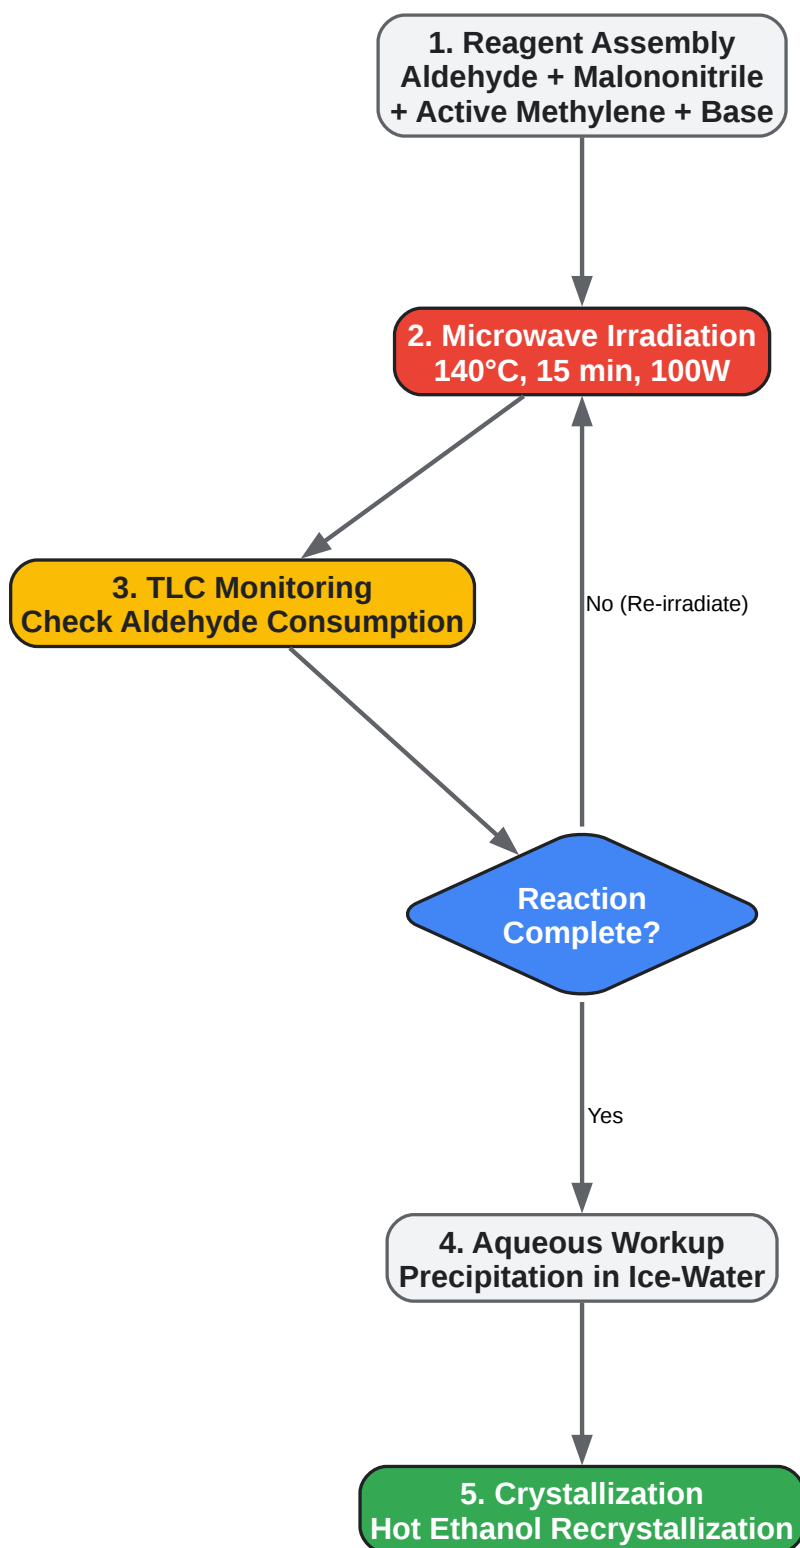 1. Reagent Assembly
Aldehyde + Malononitrile
+ Active Methylene + Base
2. Microwave Irradiation
140°C, 15 min, 100W
3. TLC Monitoring
Check Aldehyde Consumption
No (Re-irradiate)
Reaction
Complete?
Yes
4. Aqueous Workup
Precipitation in Ice-Water
5. Crystallization
Hot Ethanol Recrystallization